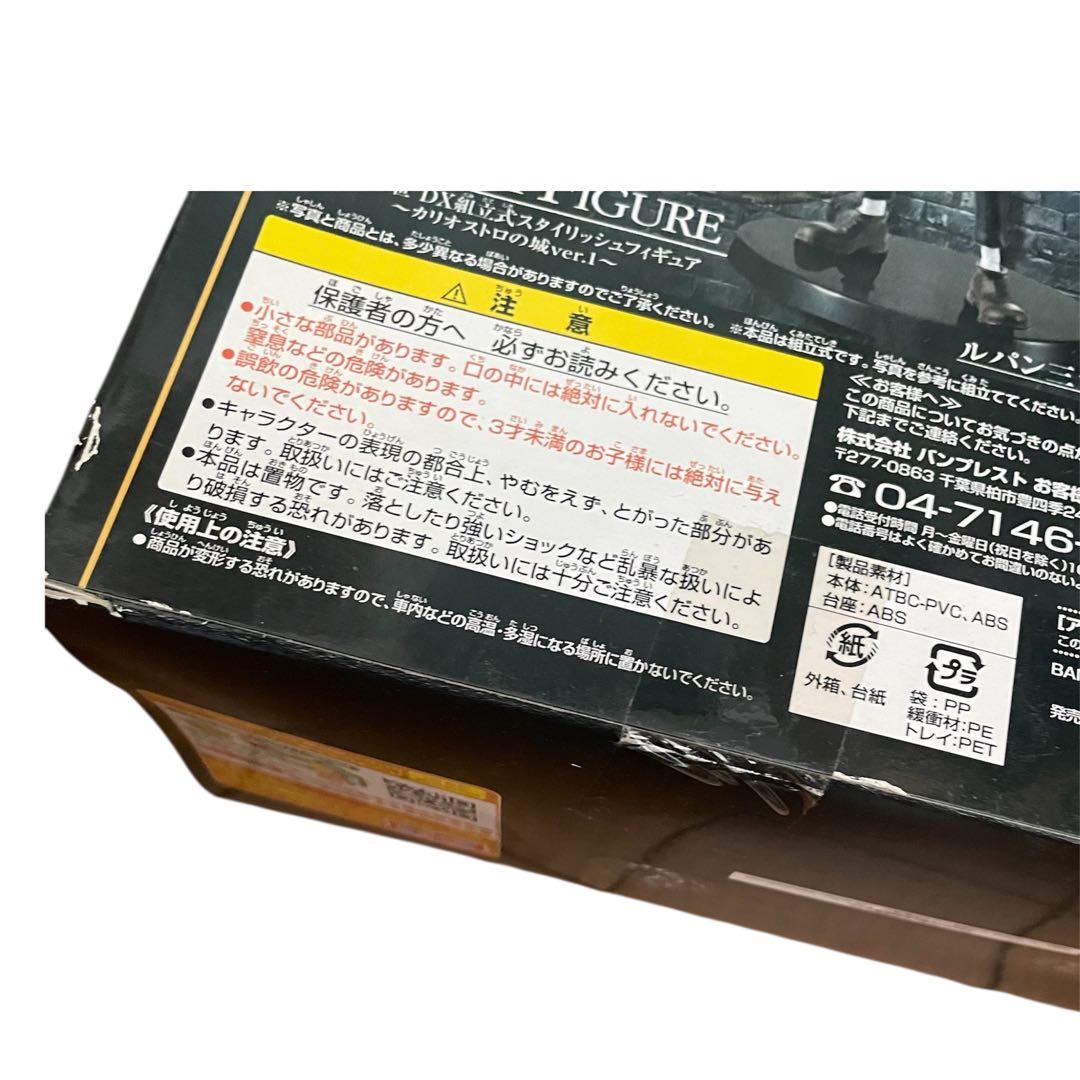 FIGURE
世 DX組立式スタイリッシュフィギュア
～カリオストロの城ver.1～
※写真と商品とは、多少異なる場合がありますのでご了承ください。
※本品は組立式です。写真を参考に組立ててください。
ルパン三
⚠ 注意
保護者の方へ 必ずお読みください。
●小さな部品があります。口の中には絶対に入れないでください。
窒息などの危険があります。
●誤飲の危険がありますので、3才未満のお子様には絶対に与え
ないでください。
●キャラクターの表現の都合上、やむをえず、とがった部分があ
ります。取扱いにはご注意ください。
●本品は置物です。落としたり強いショックなど乱暴な扱いによ
り破損する恐れがあります。取扱いには十分ご注意ください。
《使用上の注意》
●商品が変形する恐れがありますので、車内などの高温・多湿になる場所に置かないでください。
≪お客様へ≫
この商品についてお気づきの点が
下記までご連絡ください。
株式会社 バンプレスト お客様
〒277-0863 千葉県柏市豊四季2
☎ 04-7146-
●電話受付時間 月～金曜日(祝日を除く)10
●電話番号はよく確かめてお間違いのない
[製品素材]
本体：ATBC-PVC、ABS
台座：ABS
紙
外箱、台紙
プラ
袋：PP
緩衝材：PE
トレイ：PET
[ア
この
BAN
発売